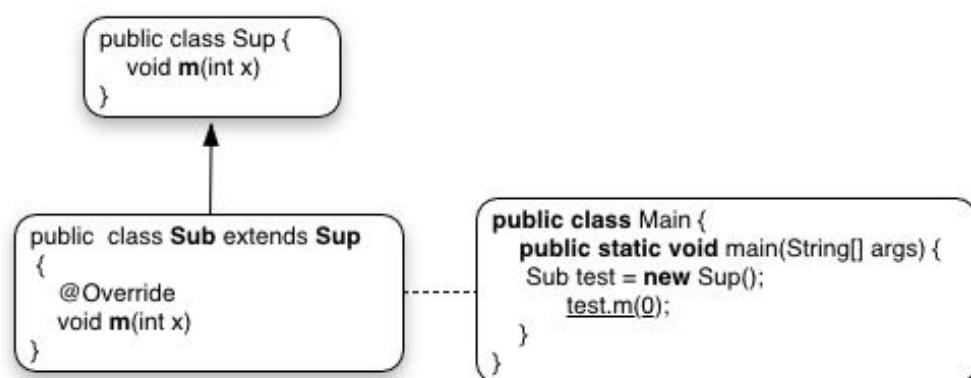 public class Sup {
void m(int x)
}
public class Sub extends Sup
{
@Override
void m(int x)
}
public class Main {
public static void main(String[] args) {
Sub test = new Sup();
test.m(0);
}
}